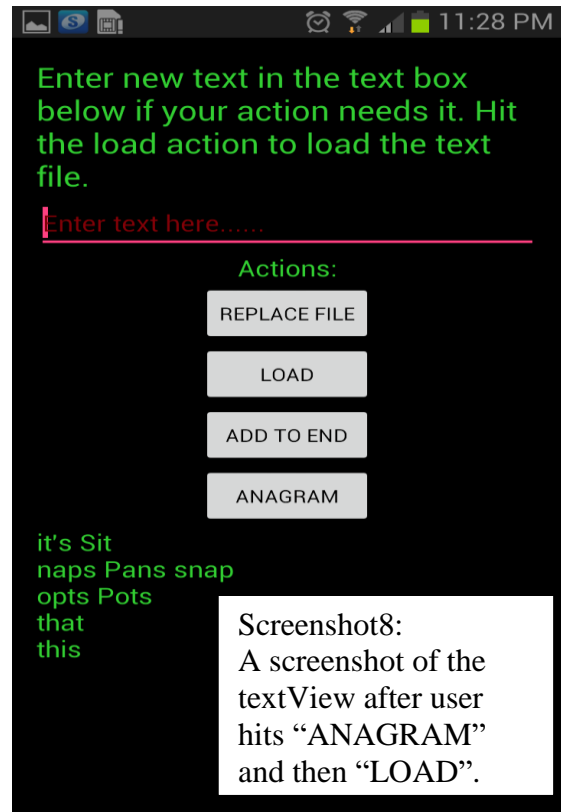 11:28 PM
Enter new text in the text box
below if your action needs it. Hit
the load action to load the text
file.
Enter text here......
Actions:
REPLACE FILE
LOAD
ADD TO END
ANAGRAM
it's Sit
naps Pans snap
opts Pots
that
this
Screenshot8:
A screenshot of the
textView after user
hits “ANAGRAM”
and then “LOAD”.